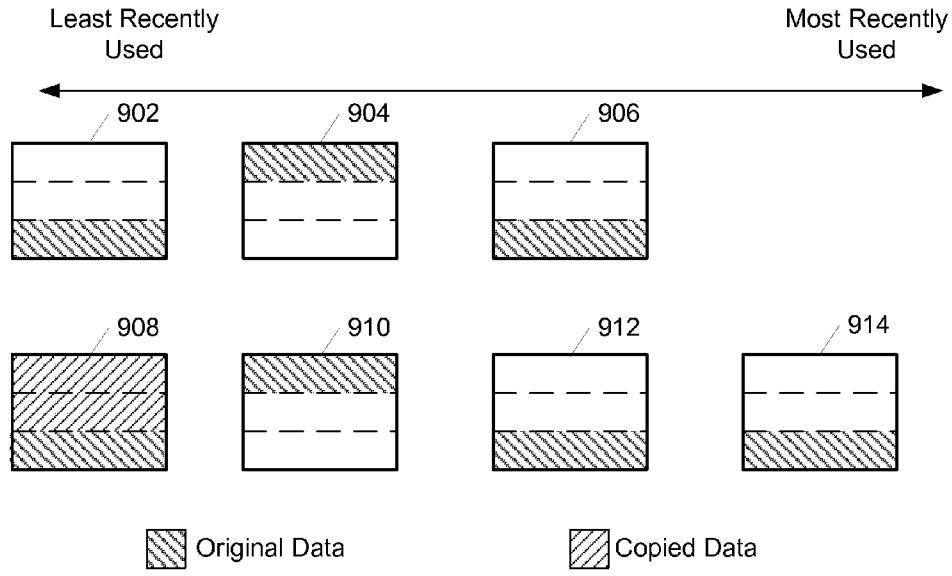 Least Recently
Used
Most Recently
Used
902
904
906
908
910
912
914
Original Data
Copied Data